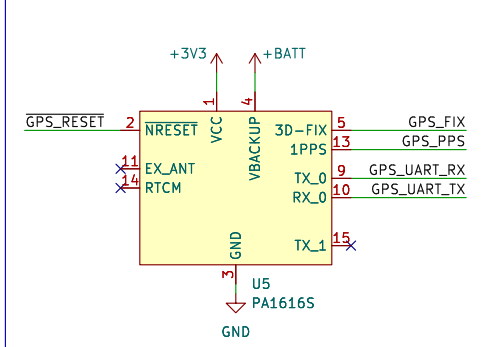 +3V3
+BATT
1
4
GPS_RESET
2
NRESET
VCC
VBACKUP
3D-FIX
5
GPS_FIX
1PPS
13
GPS_PPS
11
EX_ANT
TX_0
9
GPS_UART_RX
14
RTCM
RX_0
10
GPS_UART_TX
TX_1
15
GND
3
U5
PA1616S
GND